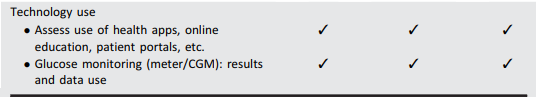 Technology use
• Assess use of health apps, online ✓ ✓ ✓
education, patient portals, etc.
• Glucose monitoring (meter/CGM): results ✓ ✓ ✓
and data use